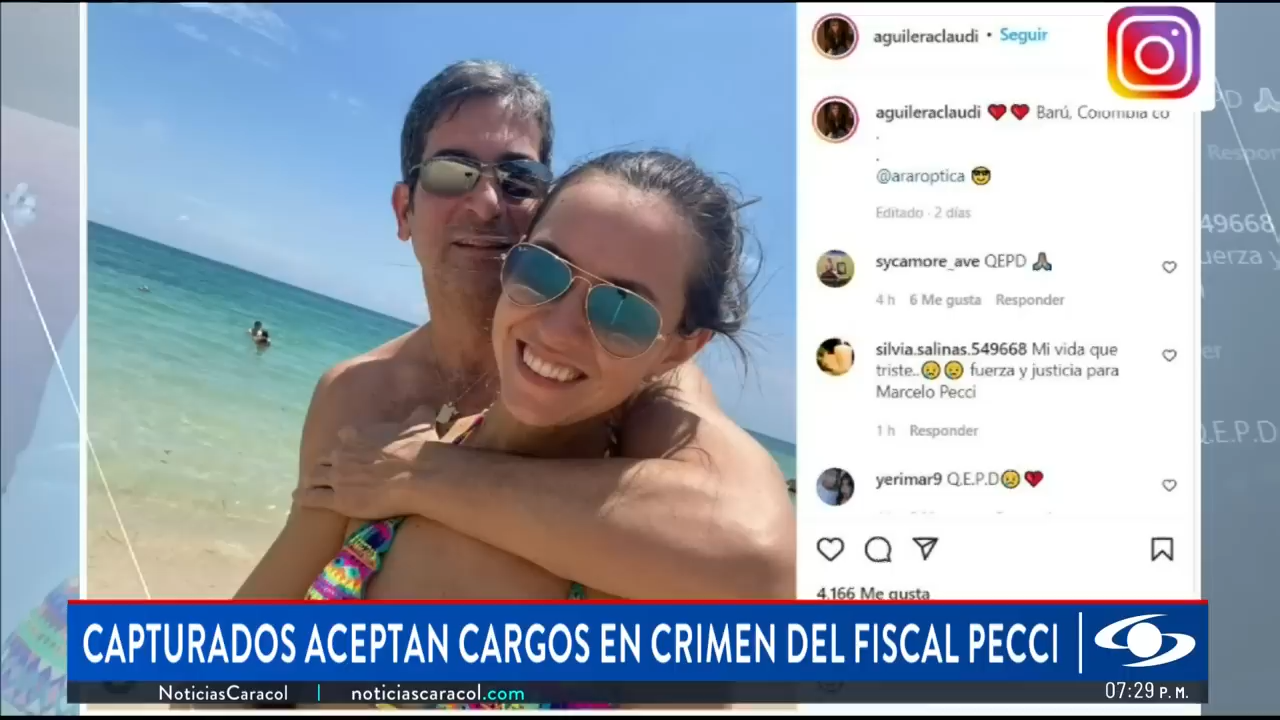 aguileraclaudi • Seguir
aguileraclaudi ❤️❤️ Barú, Colombia co
.
.
@araroptica 😎
Editado · 2 días
sycamore_ave QEPD 🙏🏽
4 h 6 Me gusta Responder
silvia.salinas.549668 Mi vida que
triste..😥😥 fuerza y justicia para
Marcelo Pecci
1 h Responder
yerimar9 Q.E.P.D😥❤️
4.166 Me gusta
549668
Q.E.P.D
CAPTURADOS ACEPTAN CARGOS EN CRIMEN DEL FISCAL PECCI
NoticiasCaracol | noticiascaracol.com
07:29 P. M.